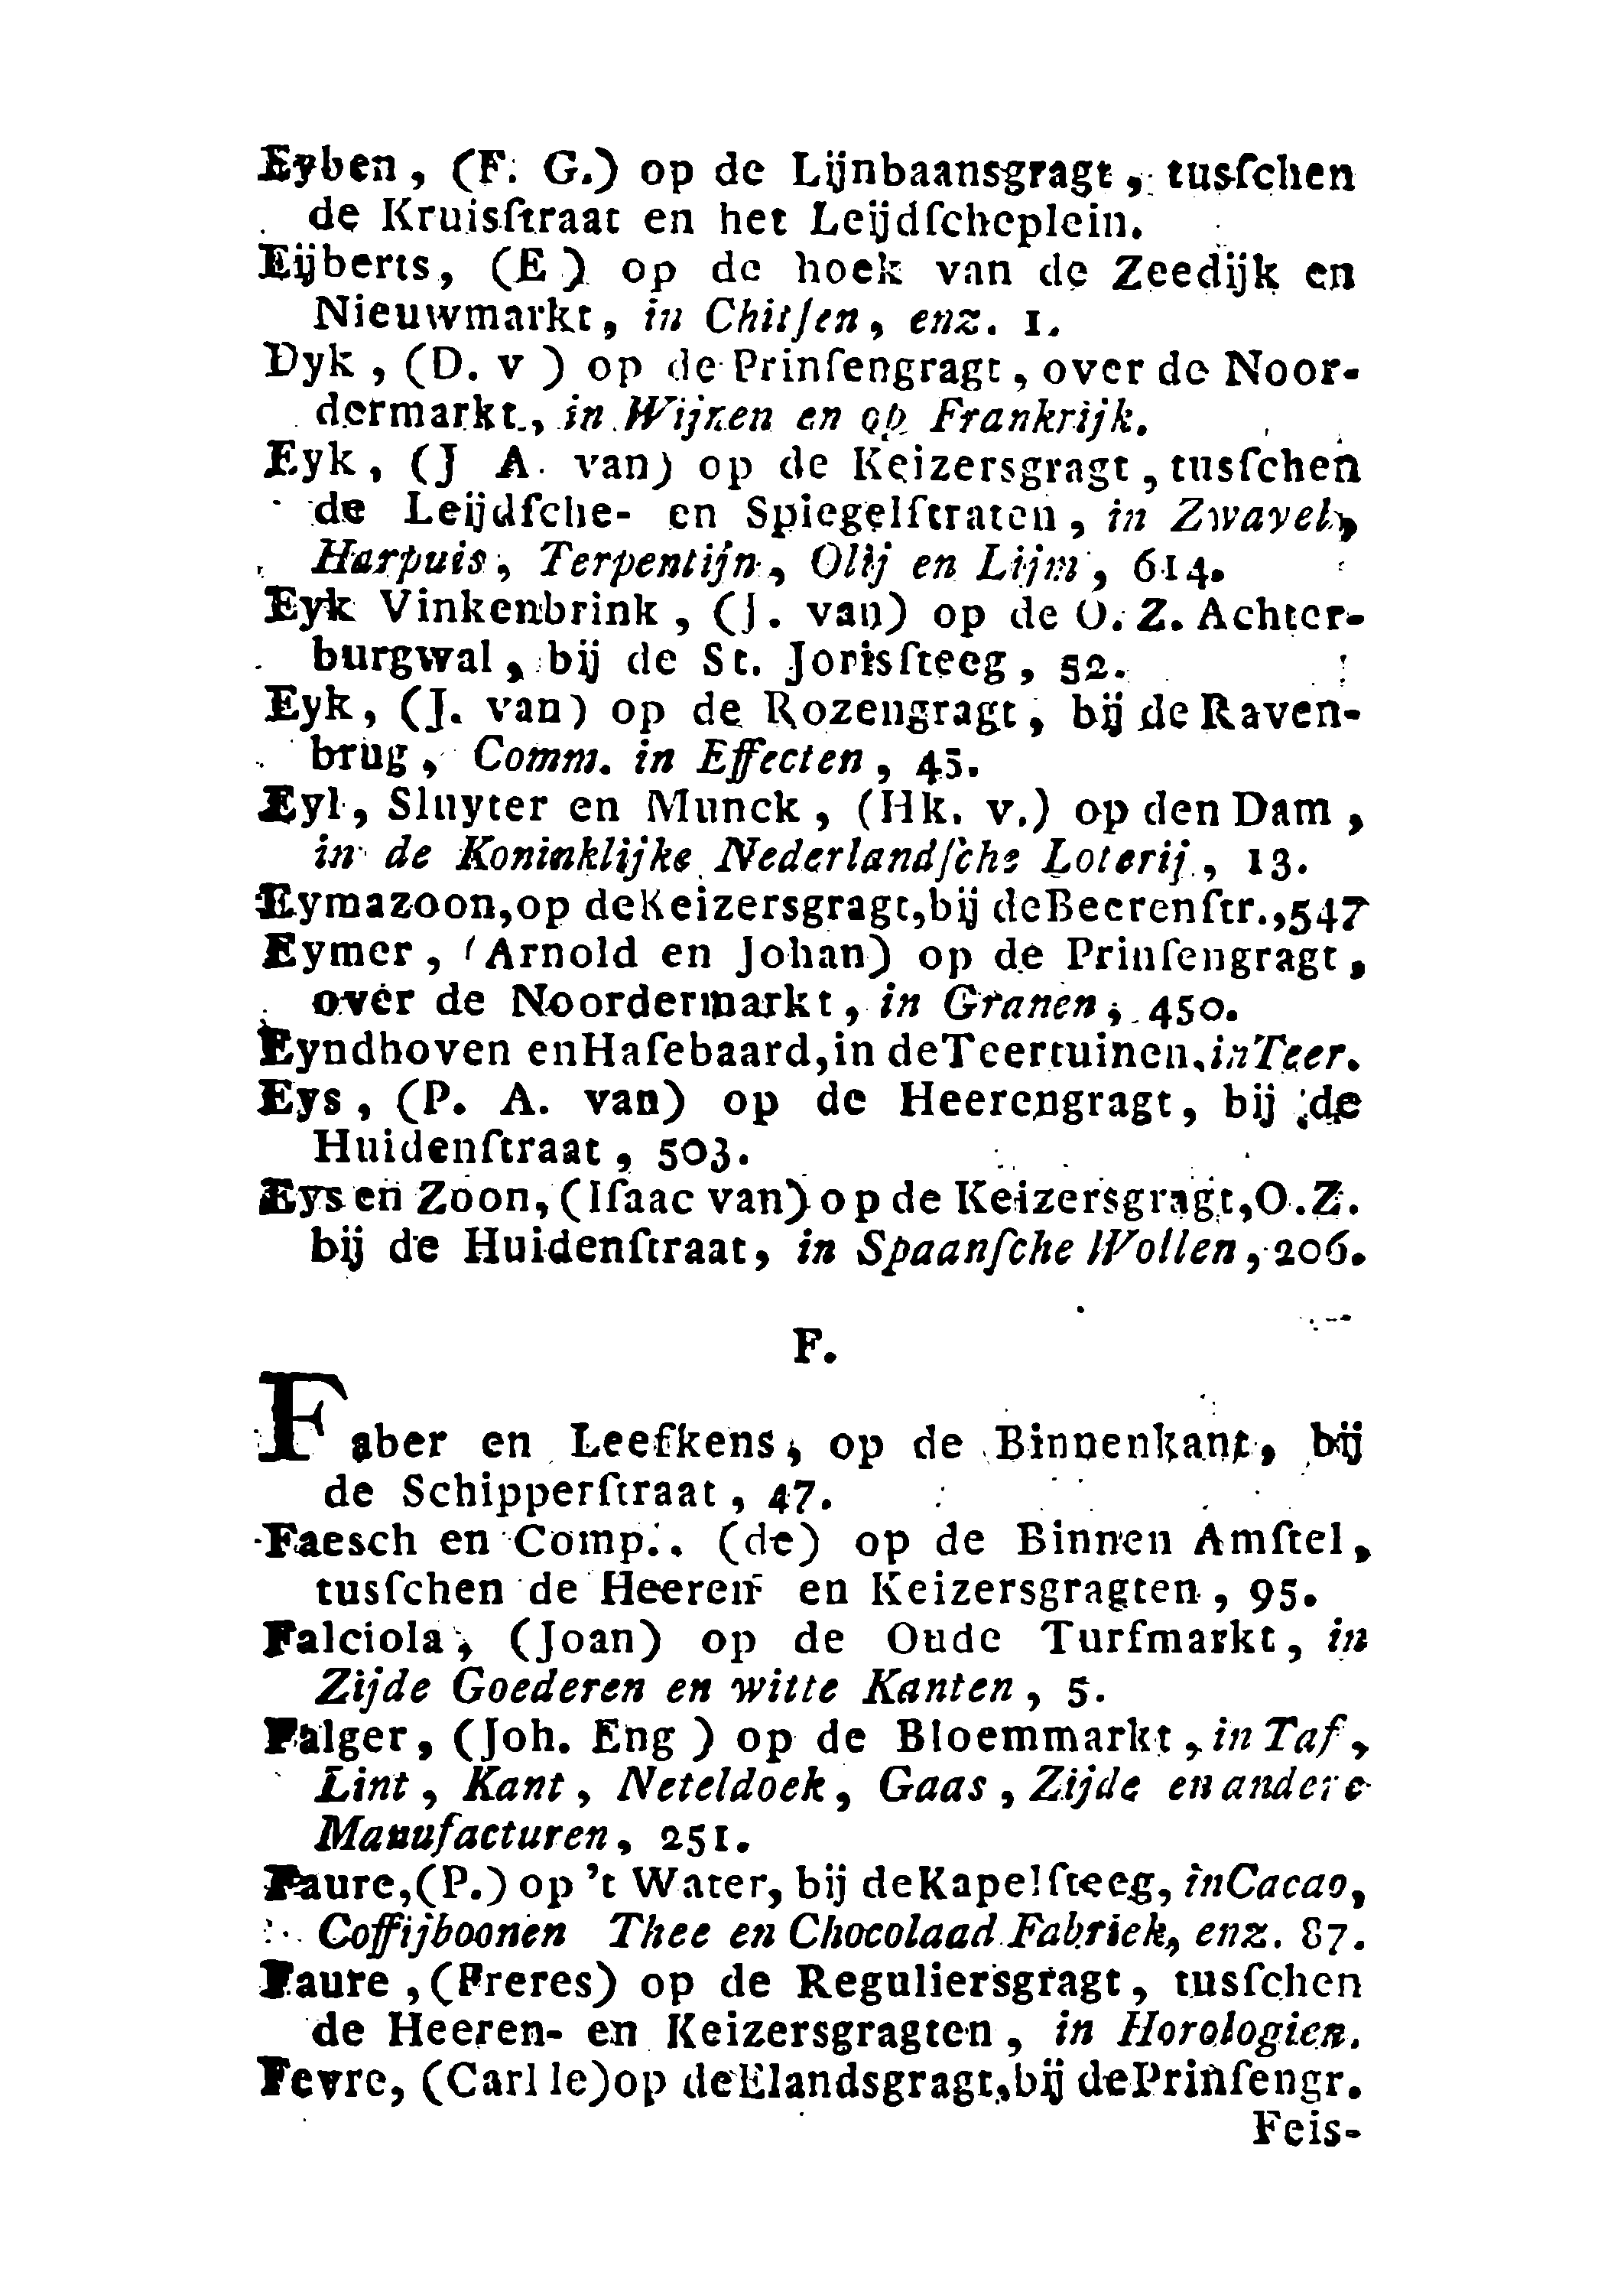 Eyben, (F. G.) op de Lijnbaansgragt, tusſchen
de Kruisſtraat en het Leijdſcheplein.
Eijberts, (E) op de hoek van de Zeedijk en
Nieuwmarkt, in Chitſen, enz. 1.
Dyk, (D. v ) op de Prinſengragt, over de Noor-
dermarkt, in Wijnen en op Frankrijk.
Eyk, (J A. van) op de Keizersgragt, tusſchen
de Leijdſche- en Spiegelſtraten, in Zwavel,
Harpuis, Terpentijn, Olij en Lijm, 614.
Eyk Vinkenbrink, (J. van) op de O. Z. Achter-
burgwal, bij de St. Jorisſteeg, 52.
Eyk, (J. van) op de Rozengragt, bij de Raven-
brug, Comm. in Effecten, 45.
Eyl, Sluyter en Munck, (Hk. v.) op den Dam,
in de Koninklijke Nederlandſche Loterij, 13.
Eymazoon, op de Keizersgragt, bij de Beerenſtr., 547
Eymer, (Arnold en Johan) op de Prinſengragt,
over de Noordermarkt, in Granen, 450.
Eyndhoven en Haſebaard, in de Teertuinen, in Teer.
Eys, (P. A. van) op de Heerengragt, bij de
Huidenſtraat, 503.
Eys en Zoon, (Iſaac van) op de Keizersgragt, O.Z.
bij de Huidenſtraat, in Spaanſche Wollen, 206.
F.
Faber en Leefkens, op de Binnenkant, bij
de Schipperſtraat, 47.
Faesch en Comp.. (de) op de Binnen Amſtel,
tusſchen de Heeren en Keizersgragten, 95.
Falciola, (Joan) op de Oude Turfmarkt, in
Zijde Goederen en witte Kanten, 5.
Falger, (Joh. Eng ) op de Bloemmarkt, in Taf,
Lint, Kant, Neteldoek, Gaas, Zijde en andere
Manufacturen, 251.
Faure, (P.) op 't Water, bij de Kapelſteeg, in Cacao,
Coffijboonen Thee en Chocolaad Fabriek, enz. 87.
Faure, (Freres) op de Reguliersgragt, tusſchen
de Heeren- en Keizersgragten, in Horologien.
Fevre, (Carl le) op de Elandsgragt, bij de Prinſengr.
Feis-